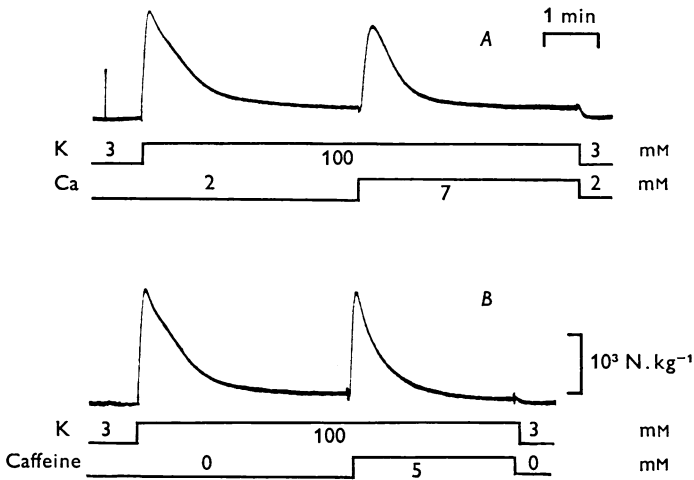 1 min
A
K 3 100 3 mM
Ca 2 7 2 mM
B
10³ N.kg⁻¹
K 3 100 3 mM
Caffeine 0 5 0 mM